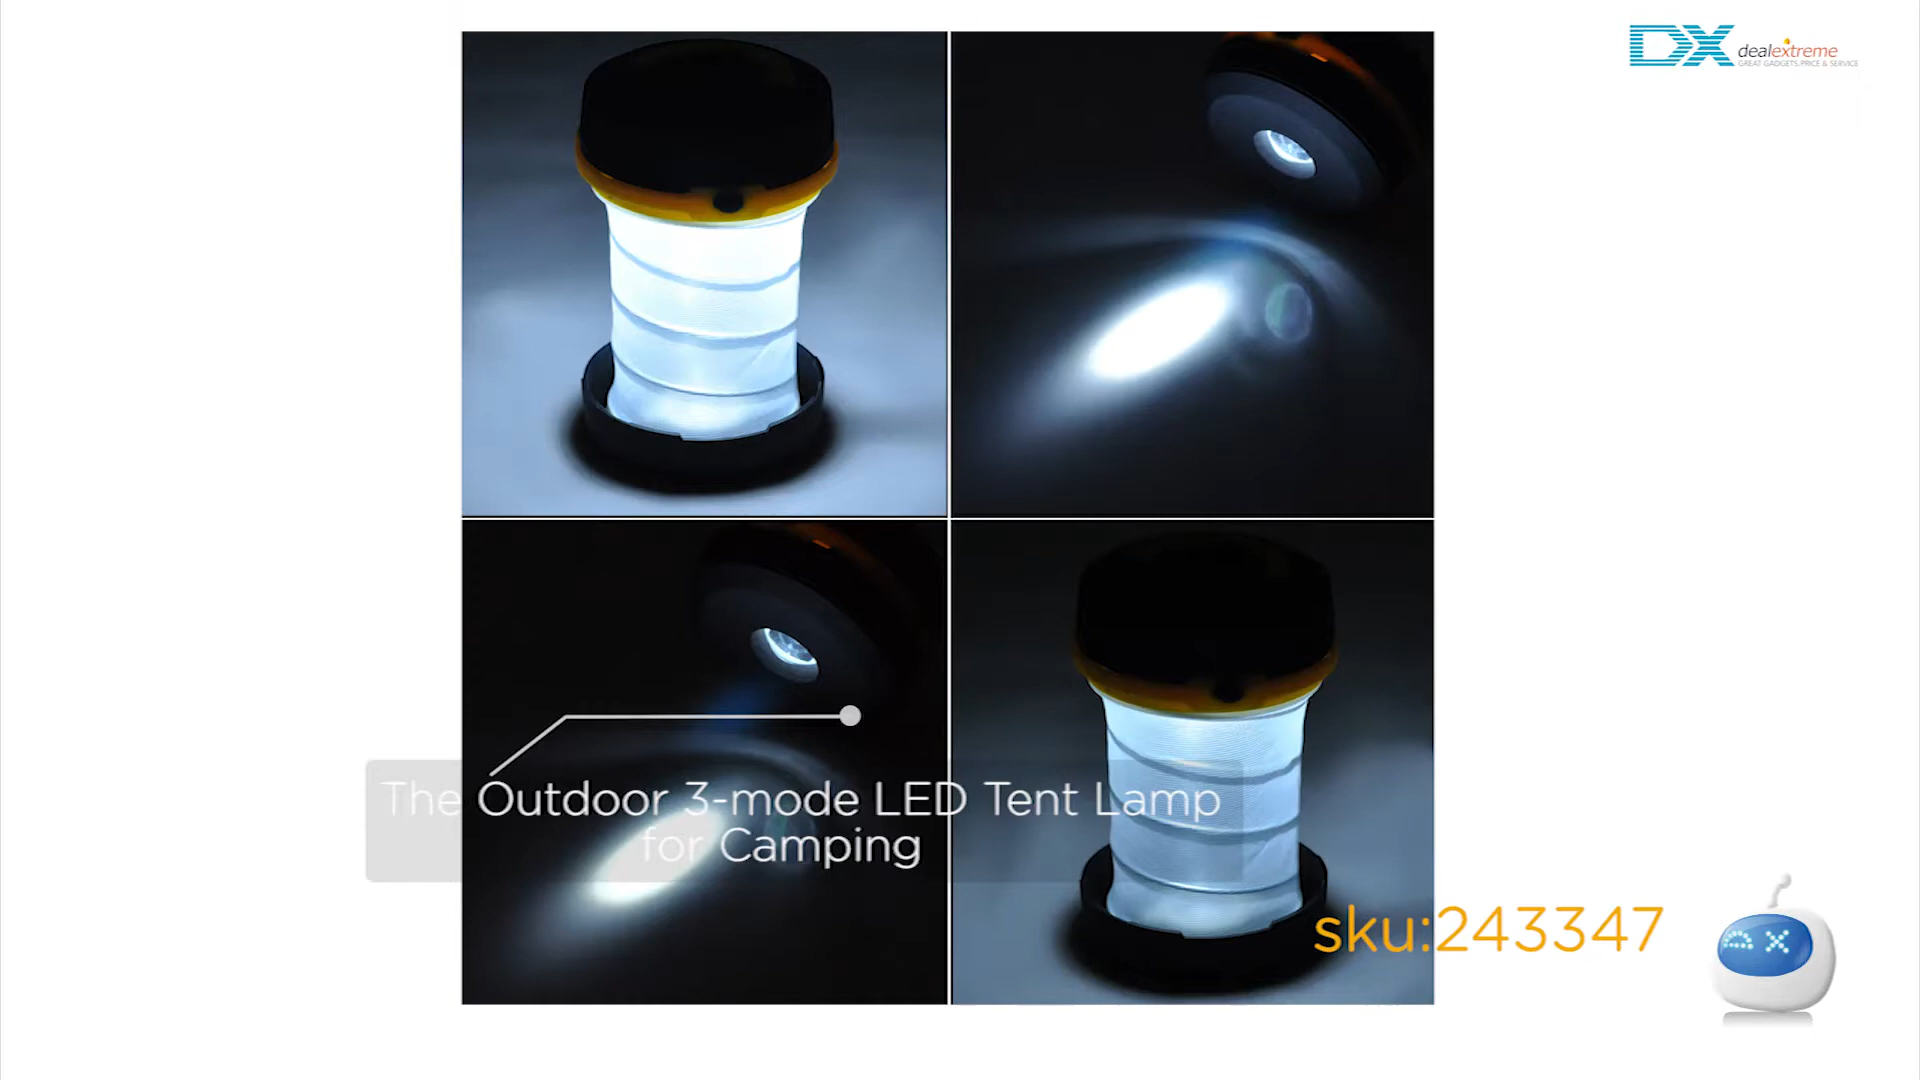 DX dealextreme
GREAT GADGETS, PRICE & SERVICE
The Outdoor 3-mode LED Tent Lamp
for Camping
sku:243347